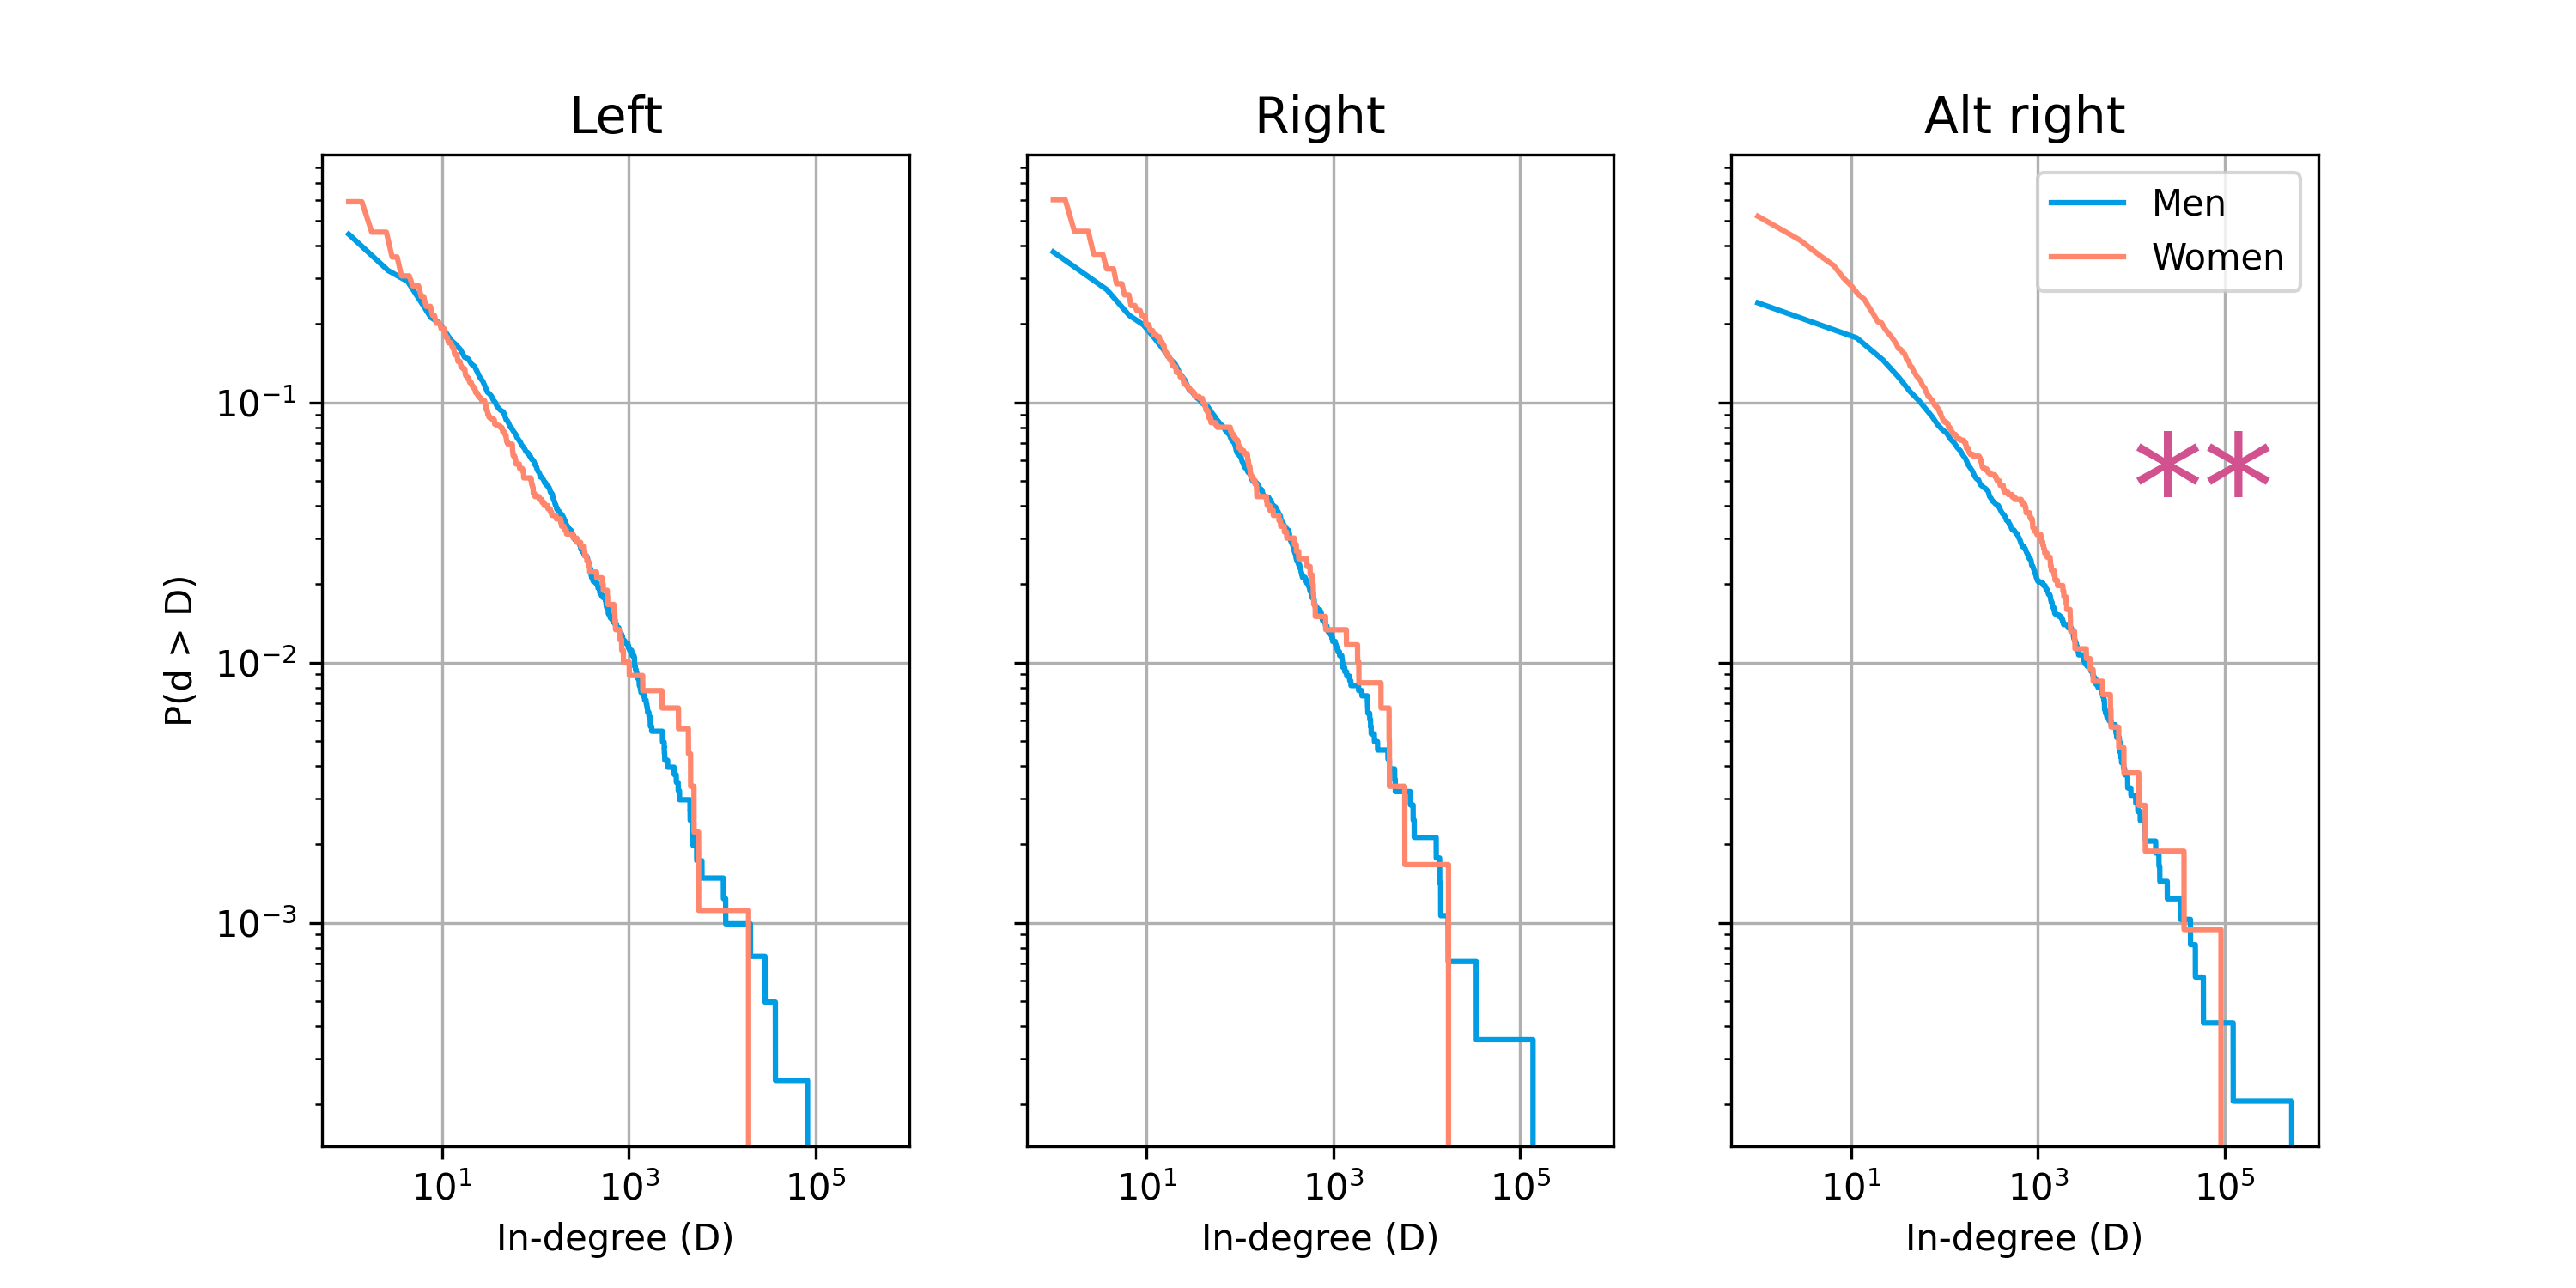 Left
Right
Alt right
Men
Women
**
P(d > D)
10⁻¹
10⁻²
10⁻³
10¹ 10³ 10⁵
10¹ 10³ 10⁵
10¹ 10³ 10⁵
In-degree (D)
In-degree (D)
In-degree (D)